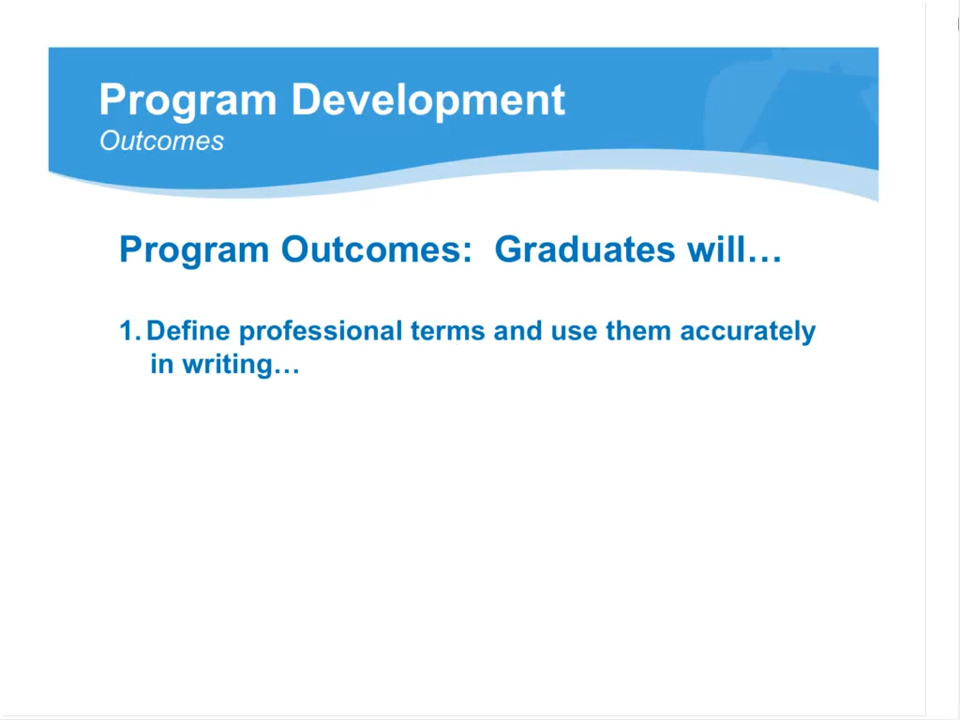 Program Development
Outcomes
Program Outcomes:  Graduates will…
1. Define professional terms and use them accurately
in writing…